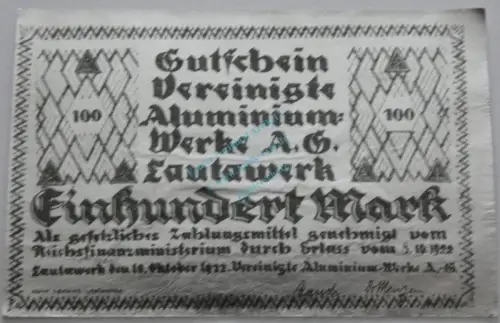 Gutschein
Vereinigte
Aluminium-
100
100
Werke A.G.
Lautawerk
Einhundert Mark
Als gesetzliches Zahlungsmittel genehmigt vom
Reichsfinanzministerium durch Erlass vom 5.10.1922
Lautawerk den 10. Oktober 1922. Vereinigte Aluminium-Werke A.-G.